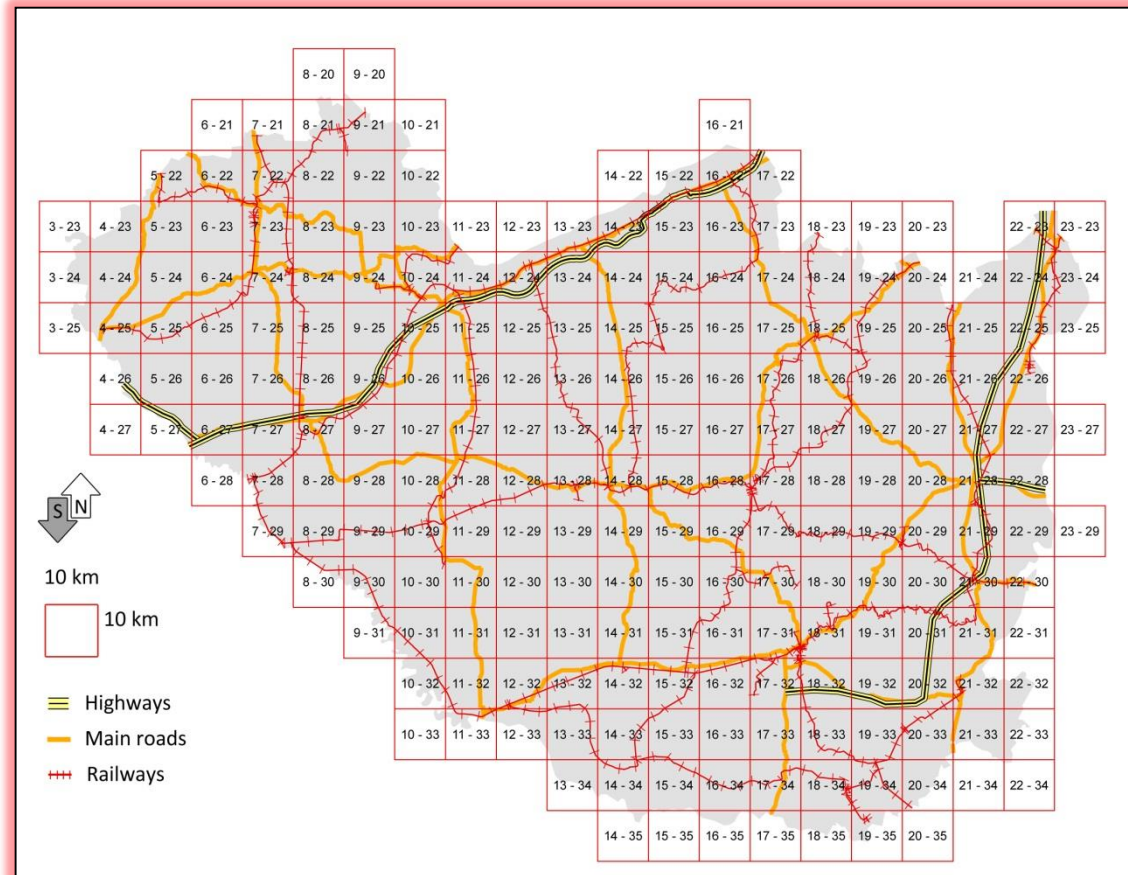 8 - 20 9 - 20
6 - 21 7 - 21 8 - 21 9 - 21 10 - 21 16 - 21
5 - 22 6 - 22 7 - 22 8 - 22 9 - 22 10 - 22 14 - 22 15 - 22 16 - 22 17 - 22
3 - 23 4 - 23 5 - 23 6 - 23 7 - 23 8 - 23 9 - 23 10 - 23 11 - 23 12 - 23 13 - 23 14 - 23 15 - 23 16 - 23 17 - 23 18 - 23 19 - 23 20 - 23 22 - 23 23 - 23
3 - 24 4 - 24 5 - 24 6 - 24 7 - 24 8 - 24 9 - 24 10 - 24 11 - 24 12 - 24 13 - 24 14 - 24 15 - 24 16 - 24 17 - 24 18 - 24 19 - 24 20 - 24 21 - 24 22 - 24 23 - 24
3 - 25 4 - 25 5 - 25 6 - 25 7 - 25 8 - 25 9 - 25 10 - 25 11 - 25 12 - 25 13 - 25 14 - 25 15 - 25 16 - 25 17 - 25 18 - 25 19 - 25 20 - 25 21 - 25 22 - 25 23 - 25
4 - 26 5 - 26 6 - 26 7 - 26 8 - 26 9 - 26 10 - 26 11 - 26 12 - 26 13 - 26 14 - 26 15 - 26 16 - 26 17 - 26 18 - 26 19 - 26 20 - 26 21 - 26 22 - 26
4 - 27 5 - 27 6 - 27 7 - 27 8 - 27 9 - 27 10 - 27 11 - 27 12 - 27 13 - 27 14 - 27 15 - 27 16 - 27 17 - 27 18 - 27 19 - 27 20 - 27 21 - 27 22 - 27 23 - 27
6 - 28 7 - 28 8 - 28 9 - 28 10 - 28 11 - 28 12 - 28 13 - 28 14 - 28 15 - 28 16 - 28 17 - 28 18 - 28 19 - 28 20 - 28 21 - 28 22 - 28
S N
7 - 29 8 - 29 9 - 29 10 - 29 11 - 29 12 - 29 13 - 29 14 - 29 15 - 29 16 - 29 17 - 29 18 - 29 19 - 29 20 - 29 21 - 29 22 - 29 23 - 29
10 km
8 - 30 9 - 30 10 - 30 11 - 30 12 - 30 13 - 30 14 - 30 15 - 30 16 - 30 17 - 30 18 - 30 19 - 30 20 - 30 21 - 30 22 - 30
10 km
9 - 31 10 - 31 11 - 31 12 - 31 13 - 31 14 - 31 15 - 31 16 - 31 17 - 31 18 - 31 19 - 31 20 - 31 21 - 31 22 - 31
10 - 32 11 - 32 12 - 32 13 - 32 14 - 32 15 - 32 16 - 32 17 - 32 18 - 32 19 - 32 20 - 32 21 - 32 22 - 32
10 - 33 11 - 33 12 - 33 13 - 33 14 - 33 15 - 33 16 - 33 17 - 33 18 - 33 19 - 33 20 - 33 21 - 33 22 - 33
13 - 34 14 - 34 15 - 34 16 - 34 17 - 34 18 - 34 19 - 34 20 - 34 21 - 34 22 - 34
14 - 35 15 - 35 16 - 35 17 - 35 18 - 35 19 - 35 20 - 35
Highways
Main roads
Railways